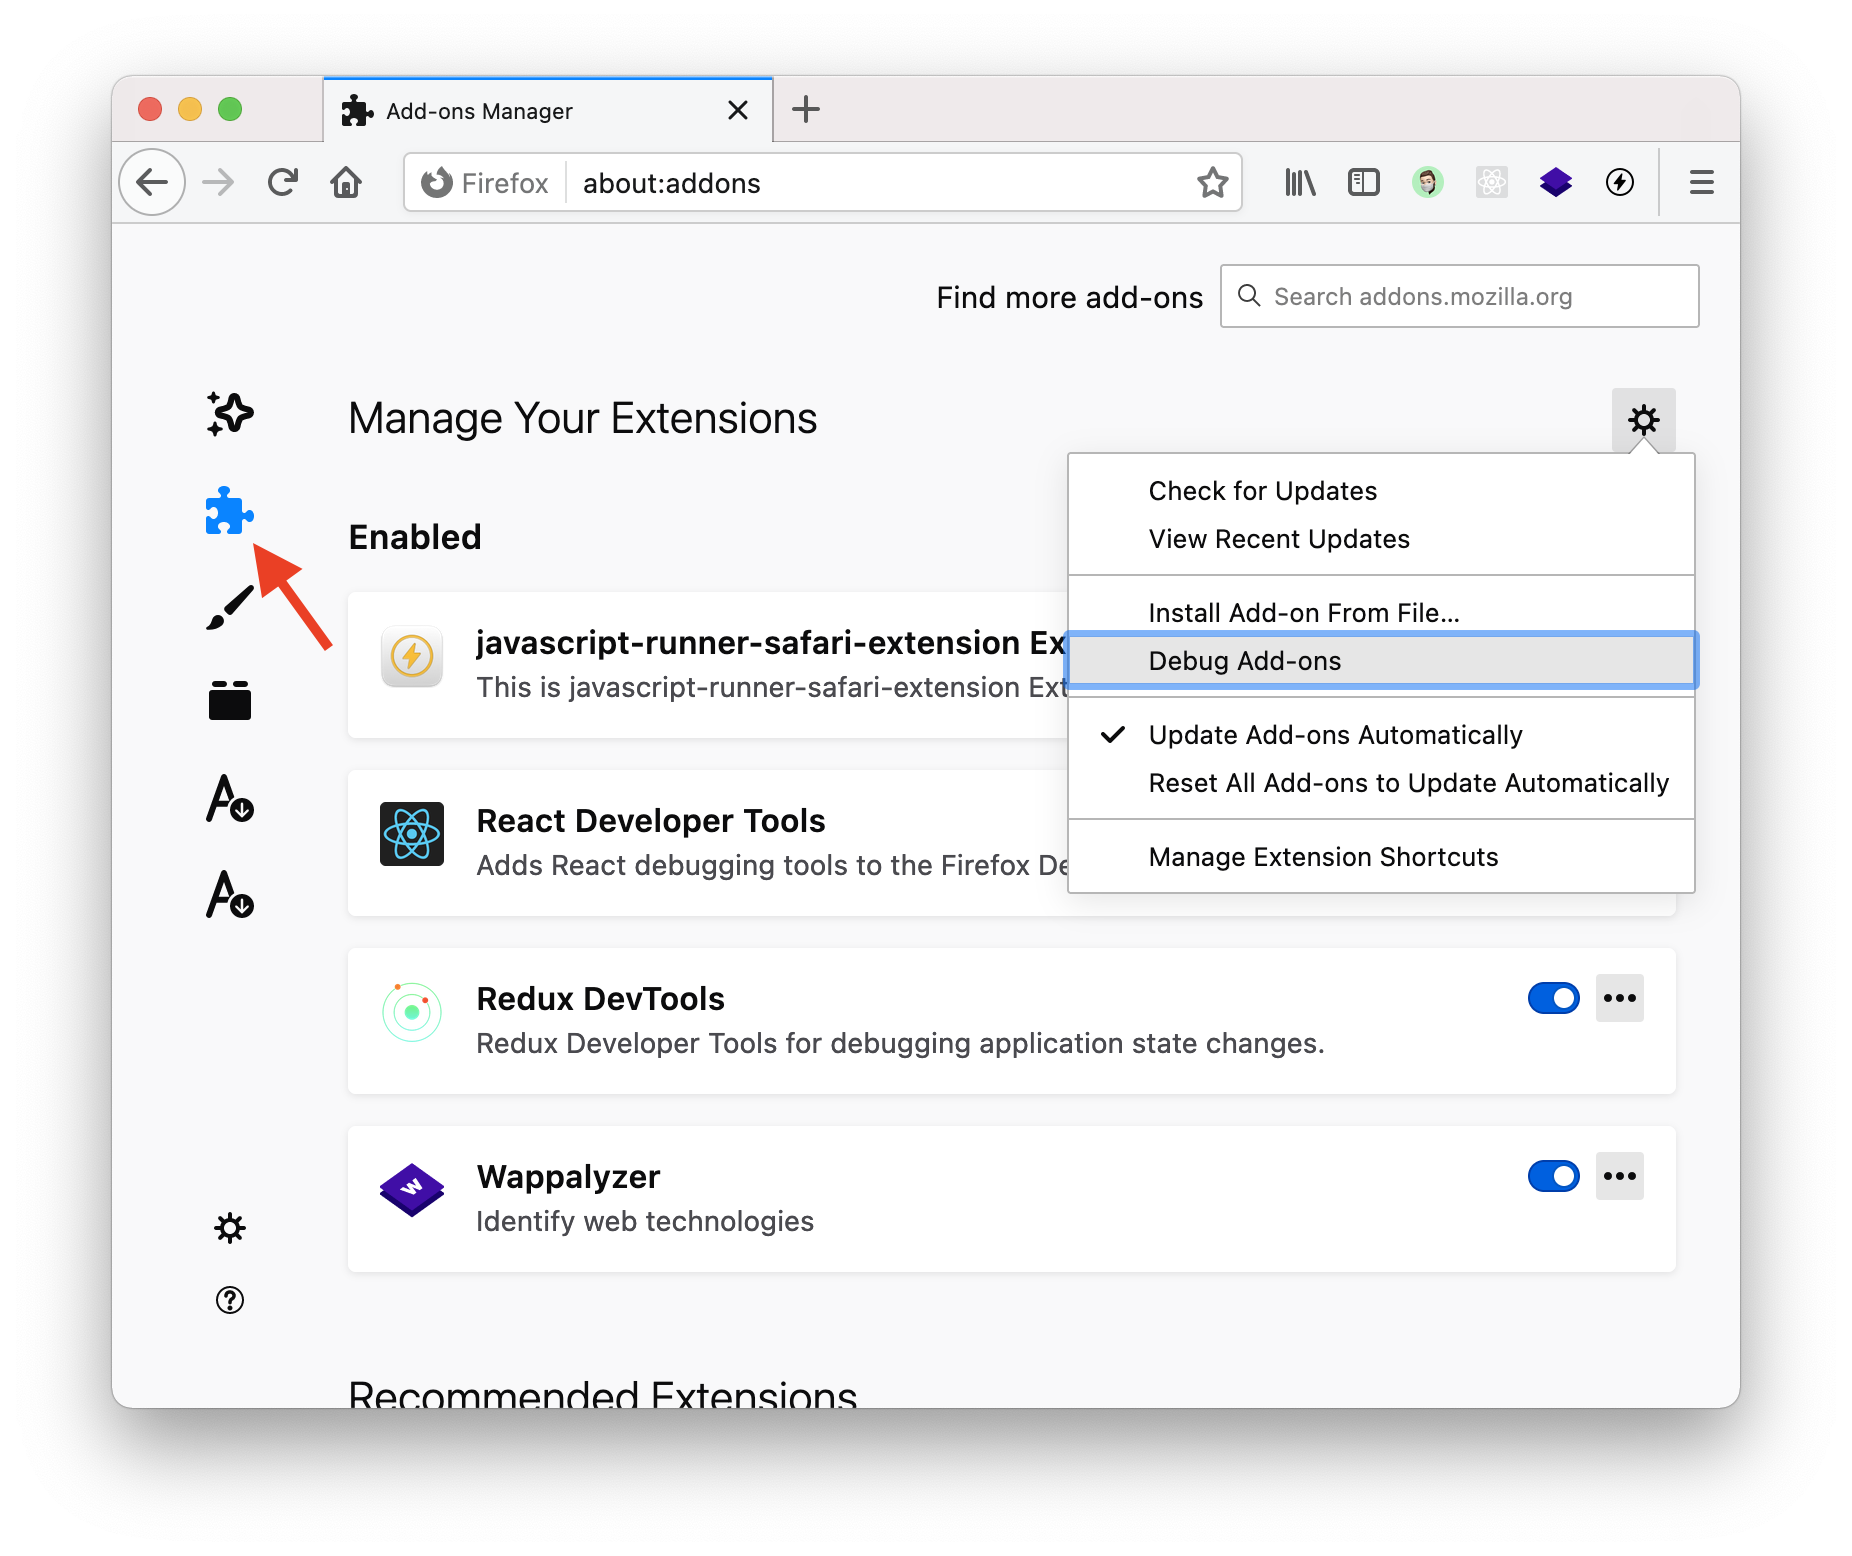 Add-ons Manager
Firefox
about:addons
Find more add-ons
Search addons.mozilla.org
Manage Your Extensions
Check for Updates
View Recent Updates
Install Add-on From File...
Debug Add-ons
Update Add-ons Automatically
Reset All Add-ons to Update Automatically
Manage Extension Shortcuts
Enabled
javascript-runner-safari-extension Ex
This is javascript-runner-safari-extension Ext
React Developer Tools
Adds React debugging tools to the Firefox De
Redux DevTools
Redux Developer Tools for debugging application state changes.
W
Wappalyzer
Identify web technologies
Recommended Extensions